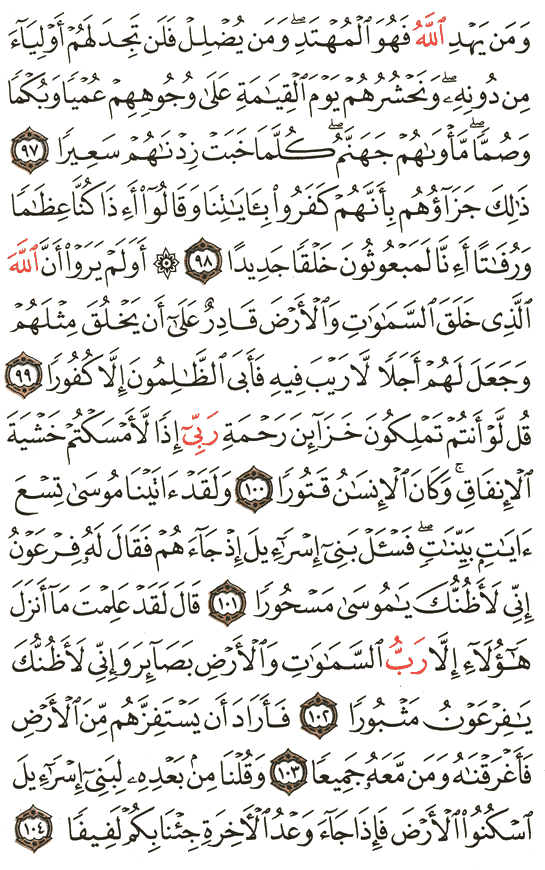 وَمَن يَهْدِ ٱللَّهُ فَهُوَ ٱلْمُهْتَدِۖ وَمَن يُضْلِلْ فَلَن تَجِدَ لَهُمْ أَوْلِيَآءَ
مِن دُونِهِۦۖ وَنَحْشُرُهُمْ يَوْمَ ٱلْقِيَٰمَةِ عَلَىٰ وُجُوهِهِمْ عُمْيًا وَبُكْمًا
وَصُمًّاۖ مَّأْوَىٰهُمْ جَهَنَّمُۖ كُلَّمَا خَبَتْ زِدْنَٰهُمْ سَعِيرًا ٩٧
ذَٰلِكَ جَزَآؤُهُم بِأَنَّهُمْ كَفَرُوا۟ بِـَٔايَٰتِنَا وَقَالُوٓا۟ أَءِذَا كُنَّا عِظَٰمًا
وَرُفَٰتًا أَءِنَّا لَمَبْعُوثُونَ خَلْقًا جَدِيدًا ٩٨ ۞ أَوَلَمْ يَرَوْا۟ أَنَّ ٱللَّهَ
ٱلَّذِى خَلَقَ ٱلسَّمَٰوَٰتِ وَٱلْأَرْضَ قَادِرٌ عَلَىٰٓ أَن يَخْلُقَ مِثْلَهُمْ
وَجَعَلَ لَهُمْ أَجَلًا لَّا رَيْبَ فِيهِ فَأَبَى ٱلظَّٰلِمُونَ إِلَّا كُفُورًا ٩٩
قُل لَّوْ أَنتُمْ تَمْلِكُونَ خَزَآئِنَ رَحْمَةِ رَبِّىٓ إِذًا لَّأَمْسَكْتُمْ خَشْيَةَ
ٱلْإِنفَاقِۚ وَكَانَ ٱلْإِنسَٰنُ قَتُورًا ١٠٠ وَلَقَدْ ءَاتَيْنَا مُوسَىٰ تِسْعَ
ءَايَٰتٍۭ بَيِّنَٰتٍۖ فَسْـَٔلْ بَنِىٓ إِسْرَٰٓءِيلَ إِذْ جَآءَهُمْ فَقَالَ لَهُۥ فِرْعَوْنُ
إِنِّى لَأَظُنُّكَ يَٰمُوسَىٰ مَسْحُورًا ١٠١ قَالَ لَقَدْ عَلِمْتَ مَآ أَنزَلَ
هَٰٓؤُلَآءِ إِلَّا رَبُّ ٱلسَّمَٰوَٰتِ وَٱلْأَرْضِ بَصَآئِرَ وَإِنِّى لَأَظُنُّكَ
يَٰفِرْعَوْنُ مَثْبُورًا ١٠٢ فَأَرَادَ أَن يَسْتَفِزَّهُم مِّنَ ٱلْأَرْضِ
فَأَغْرَقْنَٰهُ وَمَن مَّعَهُۥ جَمِيعًا ١٠٣ وَقُلْنَا مِنۢ بَعْدِهِۦ لِبَنِىٓ إِسْرَٰٓءِيلَ
ٱسْكُنُوا۟ ٱلْأَرْضَ فَإِذَا جَآءَ وَعْدُ ٱلْءَاخِرَةِ جِئْنَا بِكُمْ لَفِيفًا ١٠٤